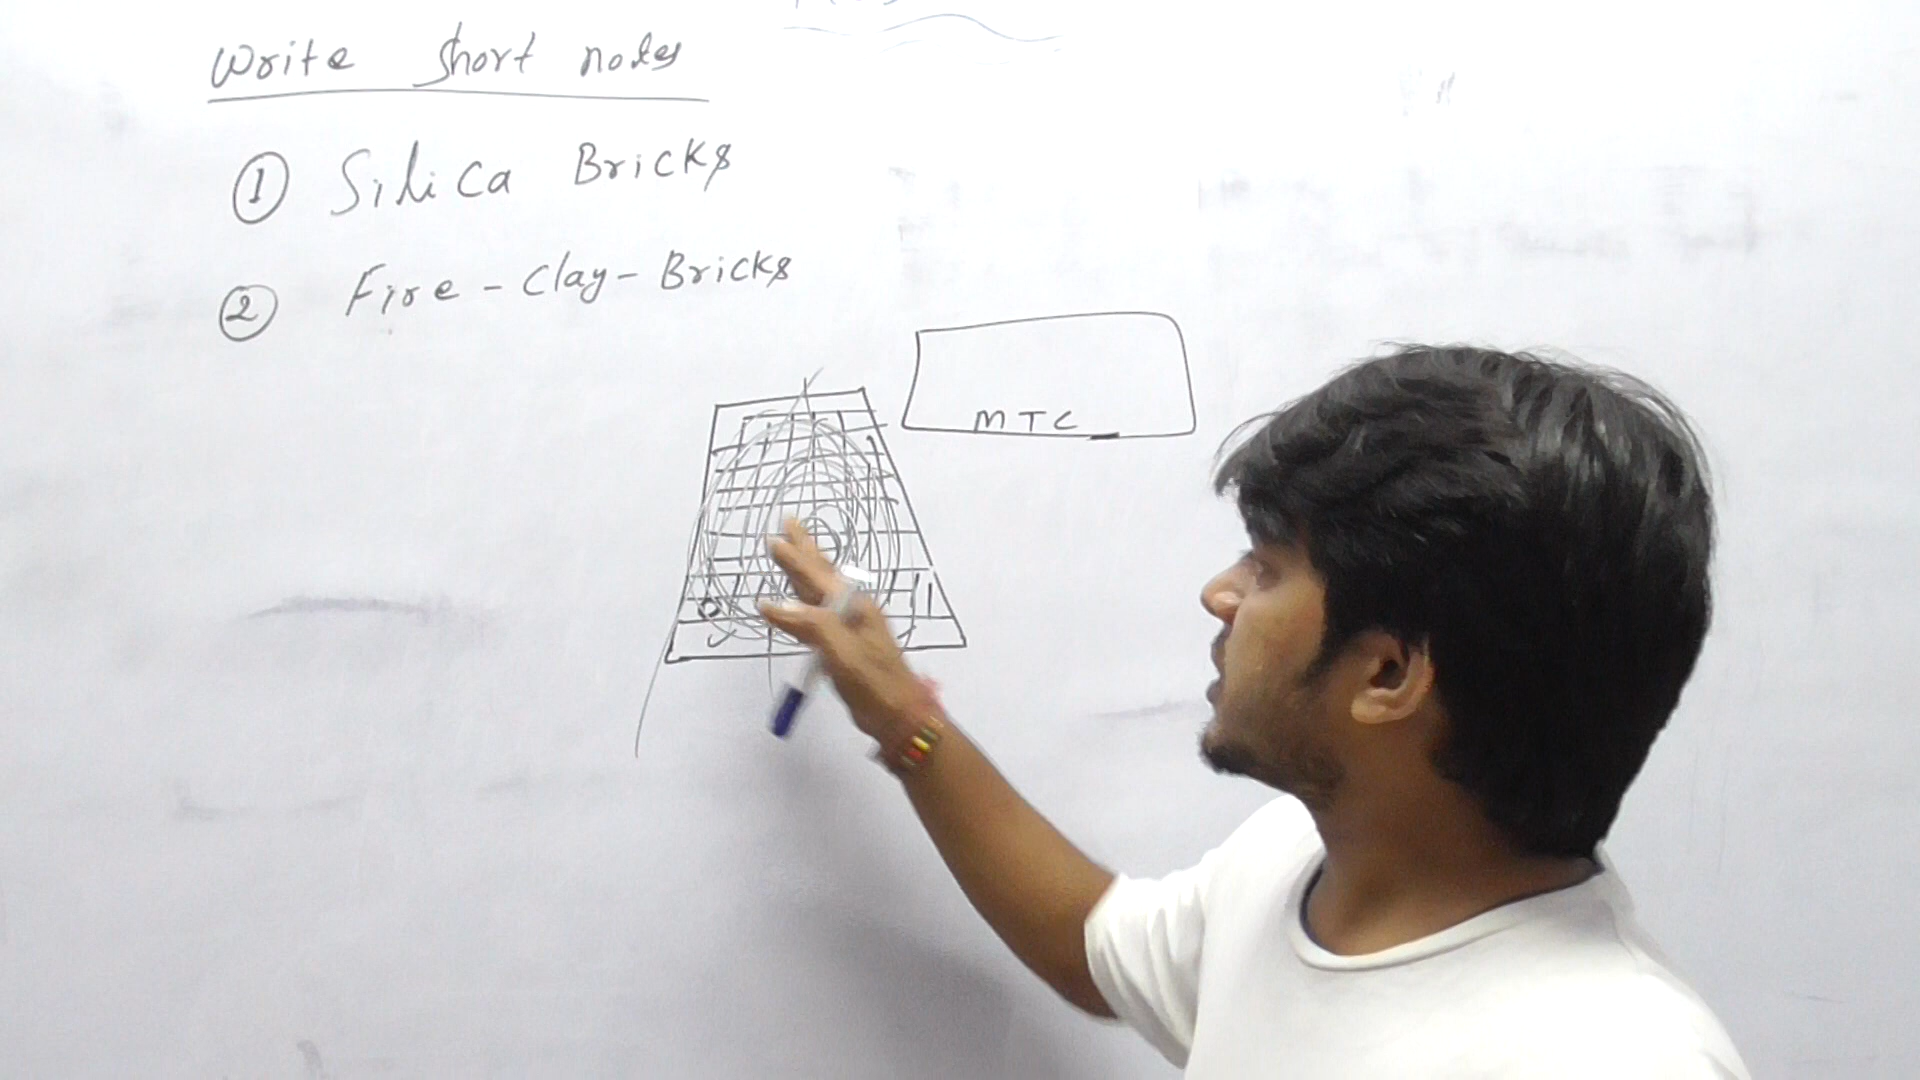 Write short notes
① Silica Bricks
② Fire-Clay-Bricks
MTC